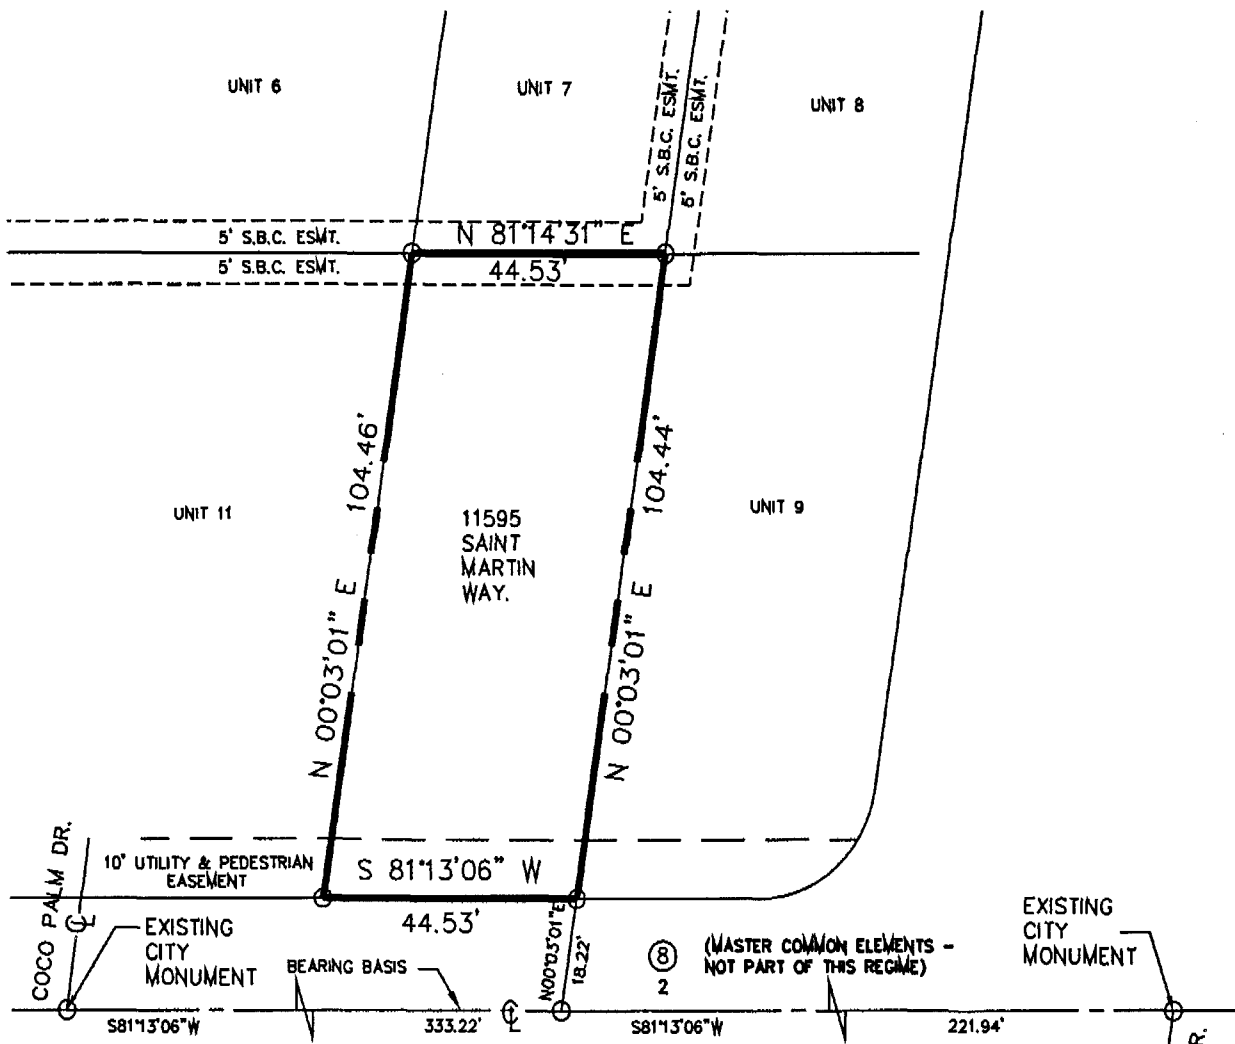 UNIT 6
UNIT 7
UNIT 8
5' S.B.C. ESMT.
5' S.B.C. ESMT.
5' S.B.C. ESMT.
5' S.B.C. ESMT.
N 81°14'31" E
44.53'
104.46'
N 00°03'01" E
104.44'
N 00°03'01" E
UNIT 11
11595
SAINT
MARTIN
WAY.
UNIT 9
COCO PALM DR.
10' UTILITY & PEDESTRIAN
EASEMENT
S 81°13'06" W
44.53'
EXISTING
CITY
MONUMENT
BEARING BASIS
N00°03'01"E
18.22'
8
2
(MASTER COMMON ELEMENTS -
NOT PART OF THIS REGIME)
EXISTING
CITY
MONUMENT
S81°13'06"W
333.22'
S81°13'06"W
221.94'
R.